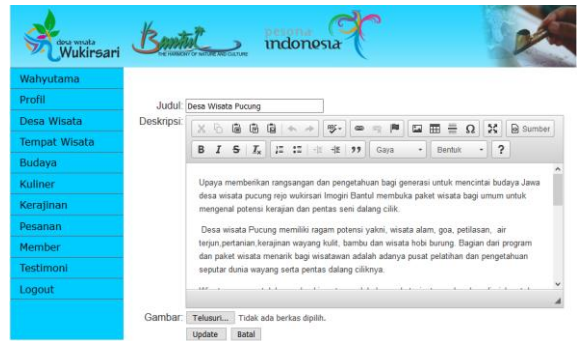 desa wisata
Wukirsari
Bantul
THE HARMONY OF NATURE AND CULTURE
pesona
indonesia
Wahyutama
Profil
Desa Wisata
Tempat Wisata
Budaya
Kuliner
Kerajinan
Pesanan
Member
Testimoni
Logout
Judul: Desa Wisata Pucung
Deskripsi:
Sumber
B I S Tx Gaya Bentuk ?
Upaya memberikan rangsangan dan pengetahuan bagi generasi untuk mencintai budaya Jawa
desa wisata pucung rejo wukirsari Imogiri Bantul membuka paket wisata bagi umum untuk
mengenal potensi kerajian dan pentas seni dalang cilik.
Desa wisata Pucung memiliki ragam potensi yakni, wisata alam, goa, petilasan, air
terjun,pertanian,kerajinan wayang kulit, bambu dan wisata hobi burung. Bagian dari program
dan paket wisata menarik bagi wisatawan adalah adanya pusat pelatihan dan pengetahuan
seputar dunia wayang serta pentas dalang ciliknya.
Gambar: Telusuri... Tidak ada berkas dipilih.
Update Batal